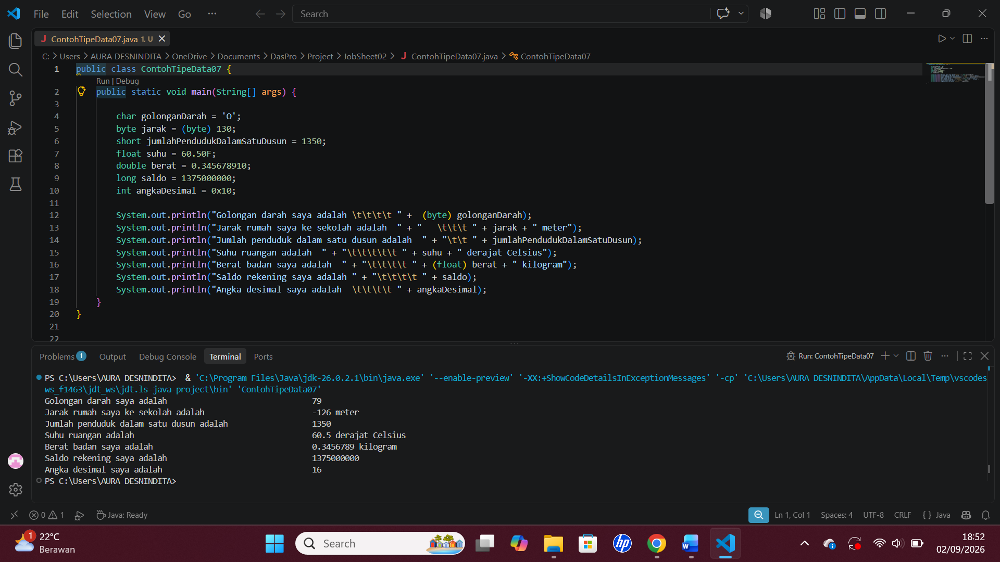 File Edit Selection View Go ··· Search
ContohTipeData07.java 1, U
C: > Users > AURA DESNINDITA > OneDrive > Documents > DasPro > Project > JobSheet02 > J ContohTipeData07.java > ContohTipeData07
1 public class ContohTipeData07 {
Run | Debug
2 public static void main(String[] args) {
3
4 char golonganDarah = 'O';
5 byte jarak = (byte) 130;
6 short jumlahPendudukDalamSatuDusun = 1350;
7 float suhu = 60.50F;
8 double berat = 0.345678910;
9 long saldo = 1375000000;
10 int angkaDesimal = 0x10;
11
12 System.out.println("Golongan darah saya adalah \t\t\t\t " +  (byte) golonganDarah);
13 System.out.println("Jarak rumah saya ke sekolah adalah  " + "   \t\t\t " + jarak + " meter");
14 System.out.println("Jumlah penduduk dalam satu dusun adalah  " + "\t\t " + jumlahPendudukDalamSatuDusun);
15 System.out.println("Suhu ruangan adalah  " + "\t\t\t\t\t " + suhu + " derajat Celsius");
16 System.out.println("Berat badan saya adalah  " + "\t\t\t\t " + (float) berat + " kilogram");
17 System.out.println("Saldo rekening saya adalah " + "\t\t\t\t " + saldo);
18 System.out.println("Angka desimal saya adalah  \t\t\t\t " + angkaDesimal);
19 }
20 }
21
22
Problems 1 Output Debug Console Terminal Ports Run: ContohTipeData07
PS C:\Users\AURA DESNINDITA>  & 'C:\Program Files\Java\jdk-26.0.2.1\bin\java.exe' '--enable-preview' '-XX:+ShowCodeDetailsInExceptionMessages' '-cp' 'C:\Users\AURA DESNINDITA\AppData\Local\Temp\vscodes
ws_f1463\jdt_ws\jdt.ls-java-project\bin' 'ContohTipeData07'
Golongan darah saya adalah 79
Jarak rumah saya ke sekolah adalah -126 meter
Jumlah penduduk dalam satu dusun adalah 1350
Suhu ruangan adalah 60.5 derajat Celsius
Berat badan saya adalah 0.3456789 kilogram
Saldo rekening saya adalah 1375000000
Angka desimal saya adalah 16
PS C:\Users\AURA DESNINDITA>
0 1 Java: Ready Ln 1, Col 1 Spaces: 4 UTF-8 CRLF {} Java
1 22°C Search 18:52
Berawan 02/09/2026